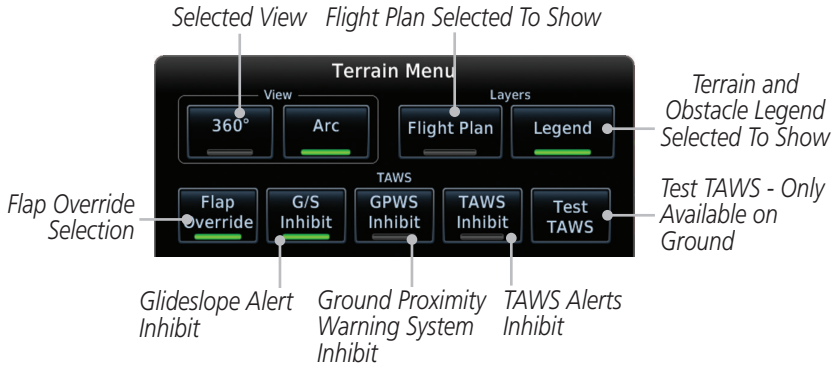 Selected View
Flight Plan Selected To Show
Terrain Menu
View
Layers
360°
Arc
Flight Plan
Legend
Terrain and
Obstacle Legend
Selected To Show
TAWS
Flap
Override
G/S
Inhibit
GPWS
Inhibit
TAWS
Inhibit
Test
TAWS
Flap Override
Selection
Test TAWS - Only
Available on
Ground
Glideslope Alert
Inhibit
Ground Proximity
Warning System
Inhibit
TAWS Alerts
Inhibit